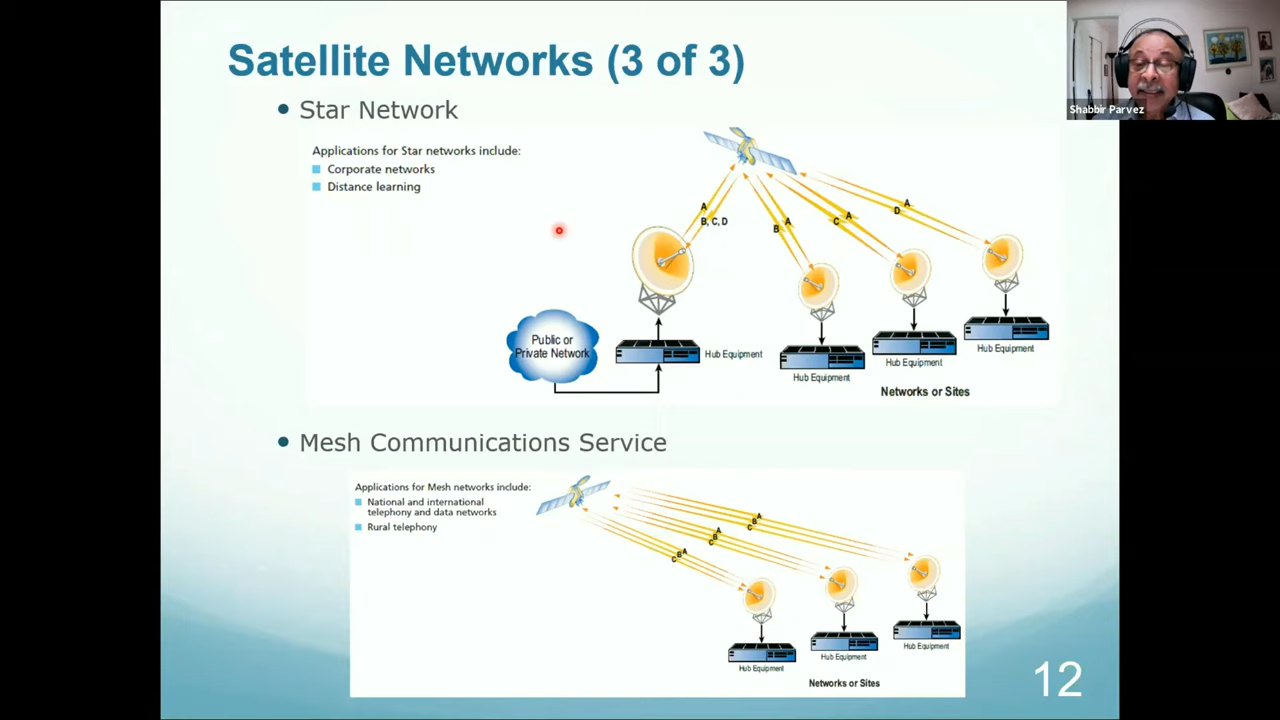 Satellite Networks (3 of 3)
Shabbir Parvez
Star Network
Applications for Star networks include:
Corporate networks
Distance learning
A
B, C, D
B
A
C
A
D
A
Public or
Private Network
Hub Equipment
Hub Equipment
Hub Equipment
Hub Equipment
Networks or Sites
Mesh Communications Service
Applications for Mesh networks include:
National and international
telephony and data networks
Rural telephony
C B A
C B A
C B A
Hub Equipment
Hub Equipment
Hub Equipment
Networks or Sites
12